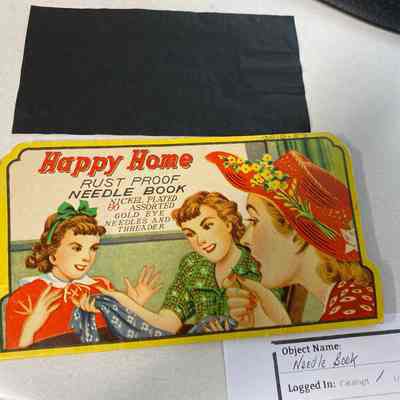 Happy Home
RUST PROOF
NEEDLE BOOK
NICKEL PLATED
ASSORTED
GOLD EYE
NEEDLES AND
THREADER
Object Name:
Needle Book
Logged In: Catalogit /